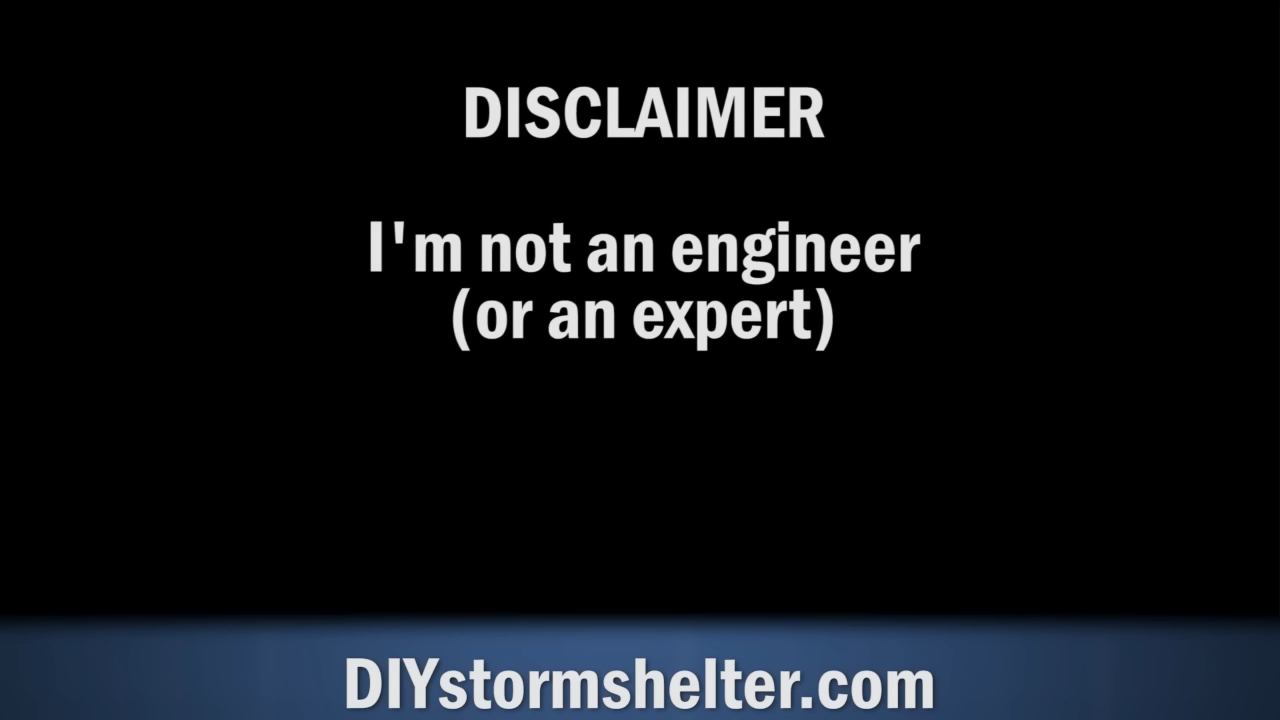 DISCLAIMER
I'm not an engineer
(or an expert)
DIYstormshelter.com